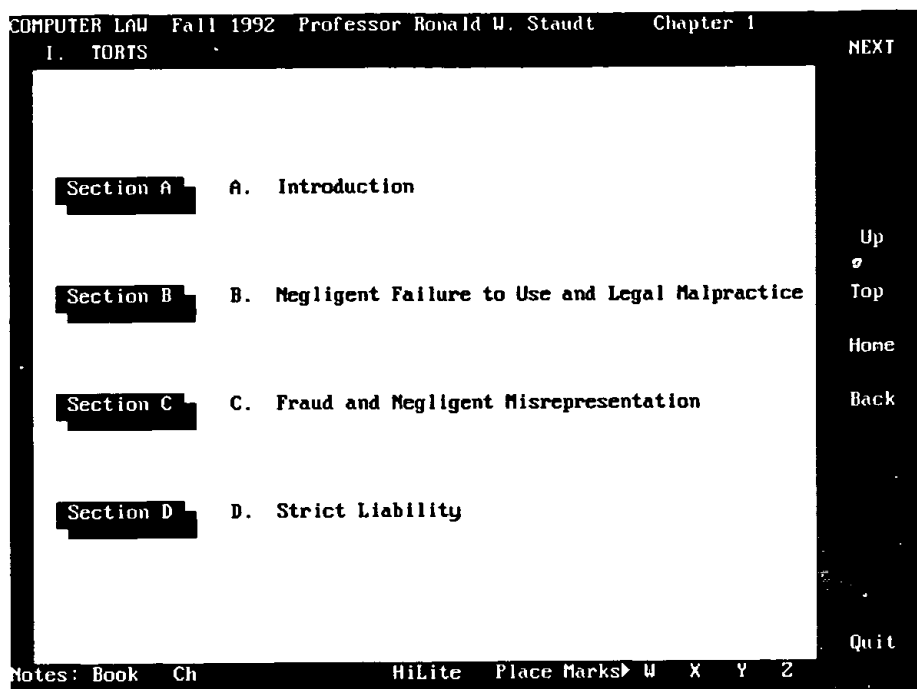 COMPUTER LAW Fall 1992 Professor Ronald W. Staudt Chapter 1
I. TORTS
NEXT
Section A A. Introduction
Up
Section B B. Negligent Failure to Use and Legal Malpractice
Top
Home
Section C C. Fraud and Negligent Misrepresentation
Back
Section D D. Strict Liability
Quit
Notes: Book Ch HiLite Place Marks▶ W X Y Z